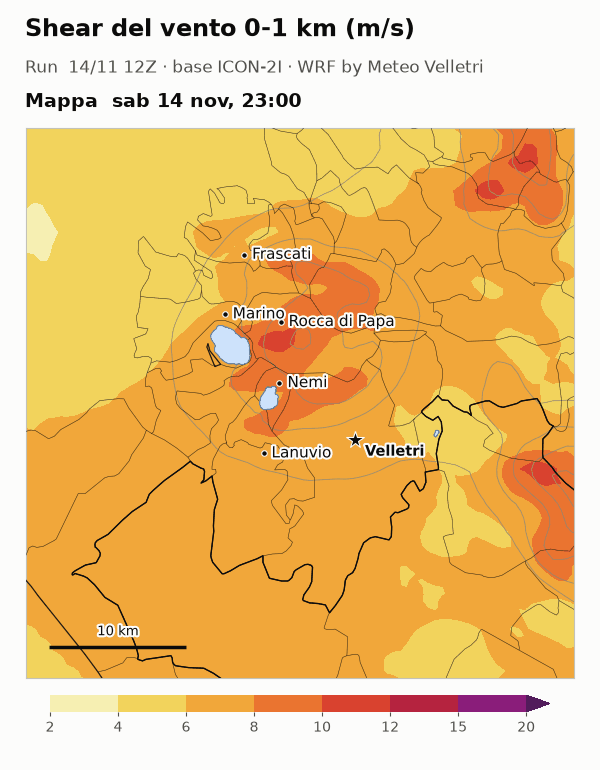 Shear del vento 0-1 km (m/s)
Run  14/11 12Z · base ICON-2I · WRF by Meteo Velletri
Mappa  sab 14 nov, 23:00
Frascati
Marino
Rocca di Papa
Nemi
Velletri
Lanuvio
10 km
2 4 6 8 10 12 15 20